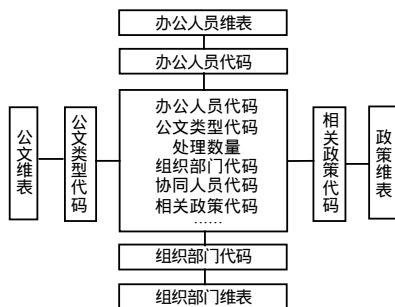 办公人员维表
办公人员代码
公文维表
公文类型代码
办公人员代码
公文类型代码
处理数量
组织部门代码
协同人员代码
相关政策代码
……
相关政策代码
政策维表
组织部门代码
组织部门维表